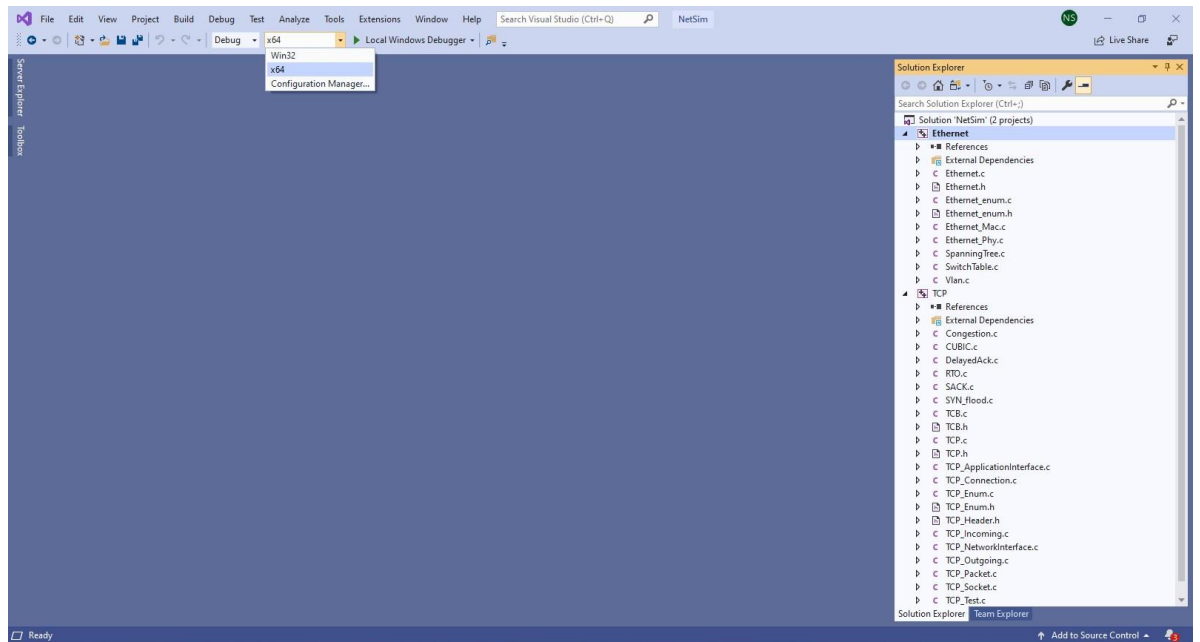 File Edit View Project Build Debug Test Analyze Tools Extensions Window Help Search Visual Studio (Ctrl+Q) NetSim NS
Debug x64 Local Windows Debugger Live Share
Win32
x64
Configuration Manager...
Server Explorer
Toolbox
Solution Explorer
Search Solution Explorer (Ctrl+;)
Solution 'NetSim' (2 projects)
Ethernet
References
External Dependencies
C Ethernet.c
Ethernet.h
C Ethernet_enum.c
Ethernet_enum.h
C Ethernet_Mac.c
C Ethernet_Phy.c
C SpanningTree.c
C SwitchTable.c
C Vlan.c
TCP
References
External Dependencies
C Congestion.c
C CUBIC.c
C DelayedAck.c
C RTO.c
C SACK.c
C SYN_flood.c
C TCB.c
TCB.h
C TCP.c
TCP.h
C TCP_ApplicationInterface.c
C TCP_Connection.c
C TCP_Enum.c
TCP_Enum.h
TCP_Header.h
C TCP_Incoming.c
C TCP_NetworkInterface.c
C TCP_Outgoing.c
C TCP_Packet.c
C TCP_Socket.c
C TCP_Test.c
Solution Explorer Team Explorer
Ready Add to Source Control